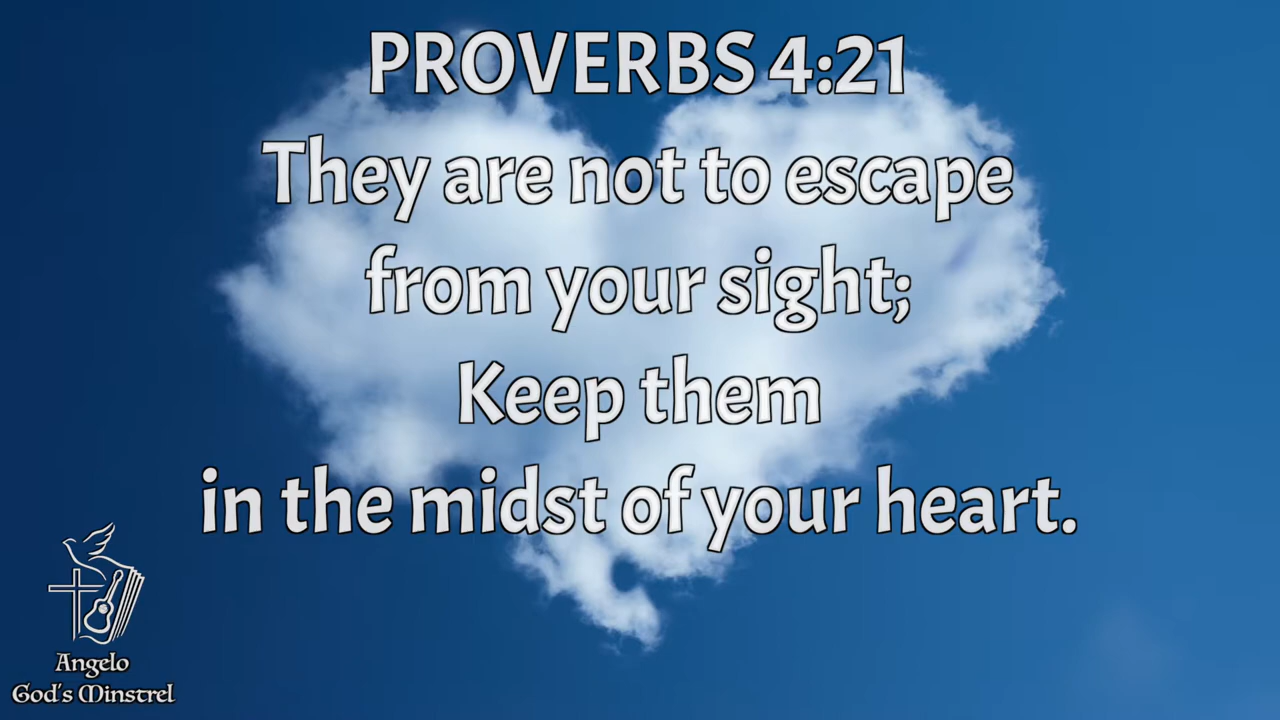 PROVERBS 4:21
They are not to escape
from your sight;
Keep them
in the midst of your heart.
Angelo
God's Minstrel